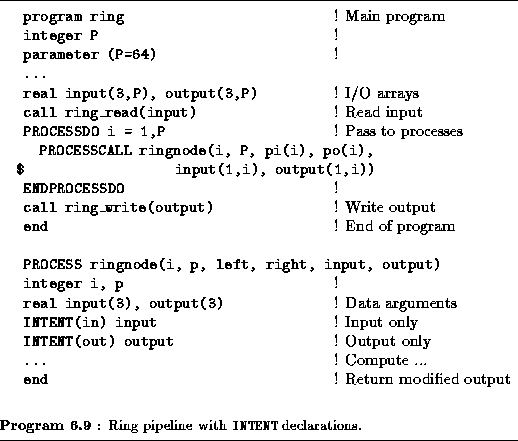 program ring ! Main program
integer P !
parameter (P=64) !
...
real input(3,P), output(3,P) ! I/O arrays
call ring_read(input) ! Read input
PROCESSDO i = 1,P ! Pass to processes
PROCESSCALL ringnode(i, P, pi(i), po(i),
$ input(1,i), output(1,i))
ENDPROCESSDO !
call ring_write(output) ! Write output
end ! End of program
PROCESS ringnode(i, p, left, right, input, output)
integer i, p !
real input(3), output(3) ! Data arguments
INTENT(in) input ! Input only
INTENT(out) output ! Output only
... ! Compute ...
end ! Return modified output
Program 6.9 : Ring pipeline with INTENT declarations.